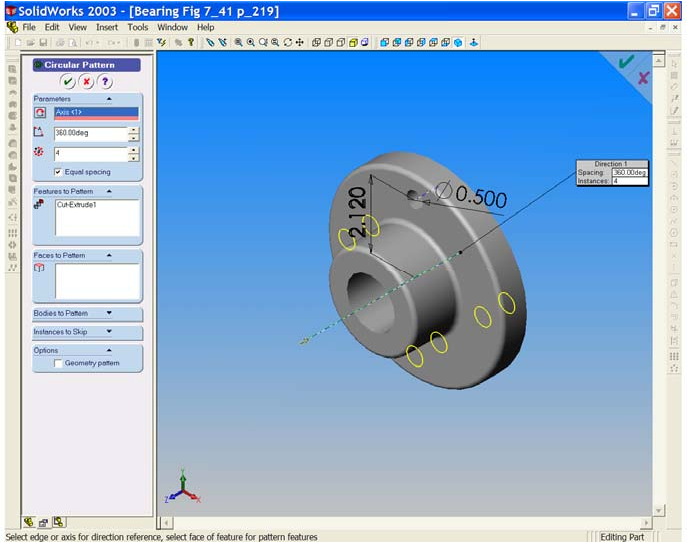 SolidWorks 2003 - [Bearing Fig 7_41 p_219]
File Edit View Insert Tools Window Help
Circular Pattern
Parameters
Axis <1>
360.00deg
4
Equal spacing
Features to Pattern
Cut-Extrude1
Faces to Pattern
Bodies to Pattern
Instances to Skip
Options
Geometry pattern
2.120
Ø 0.500
Direction 1
Spacing: 360.00deg
Instances: 4
Y
Z X
Select edge or axis for direction reference, select face of feature for pattern features
Editing Part